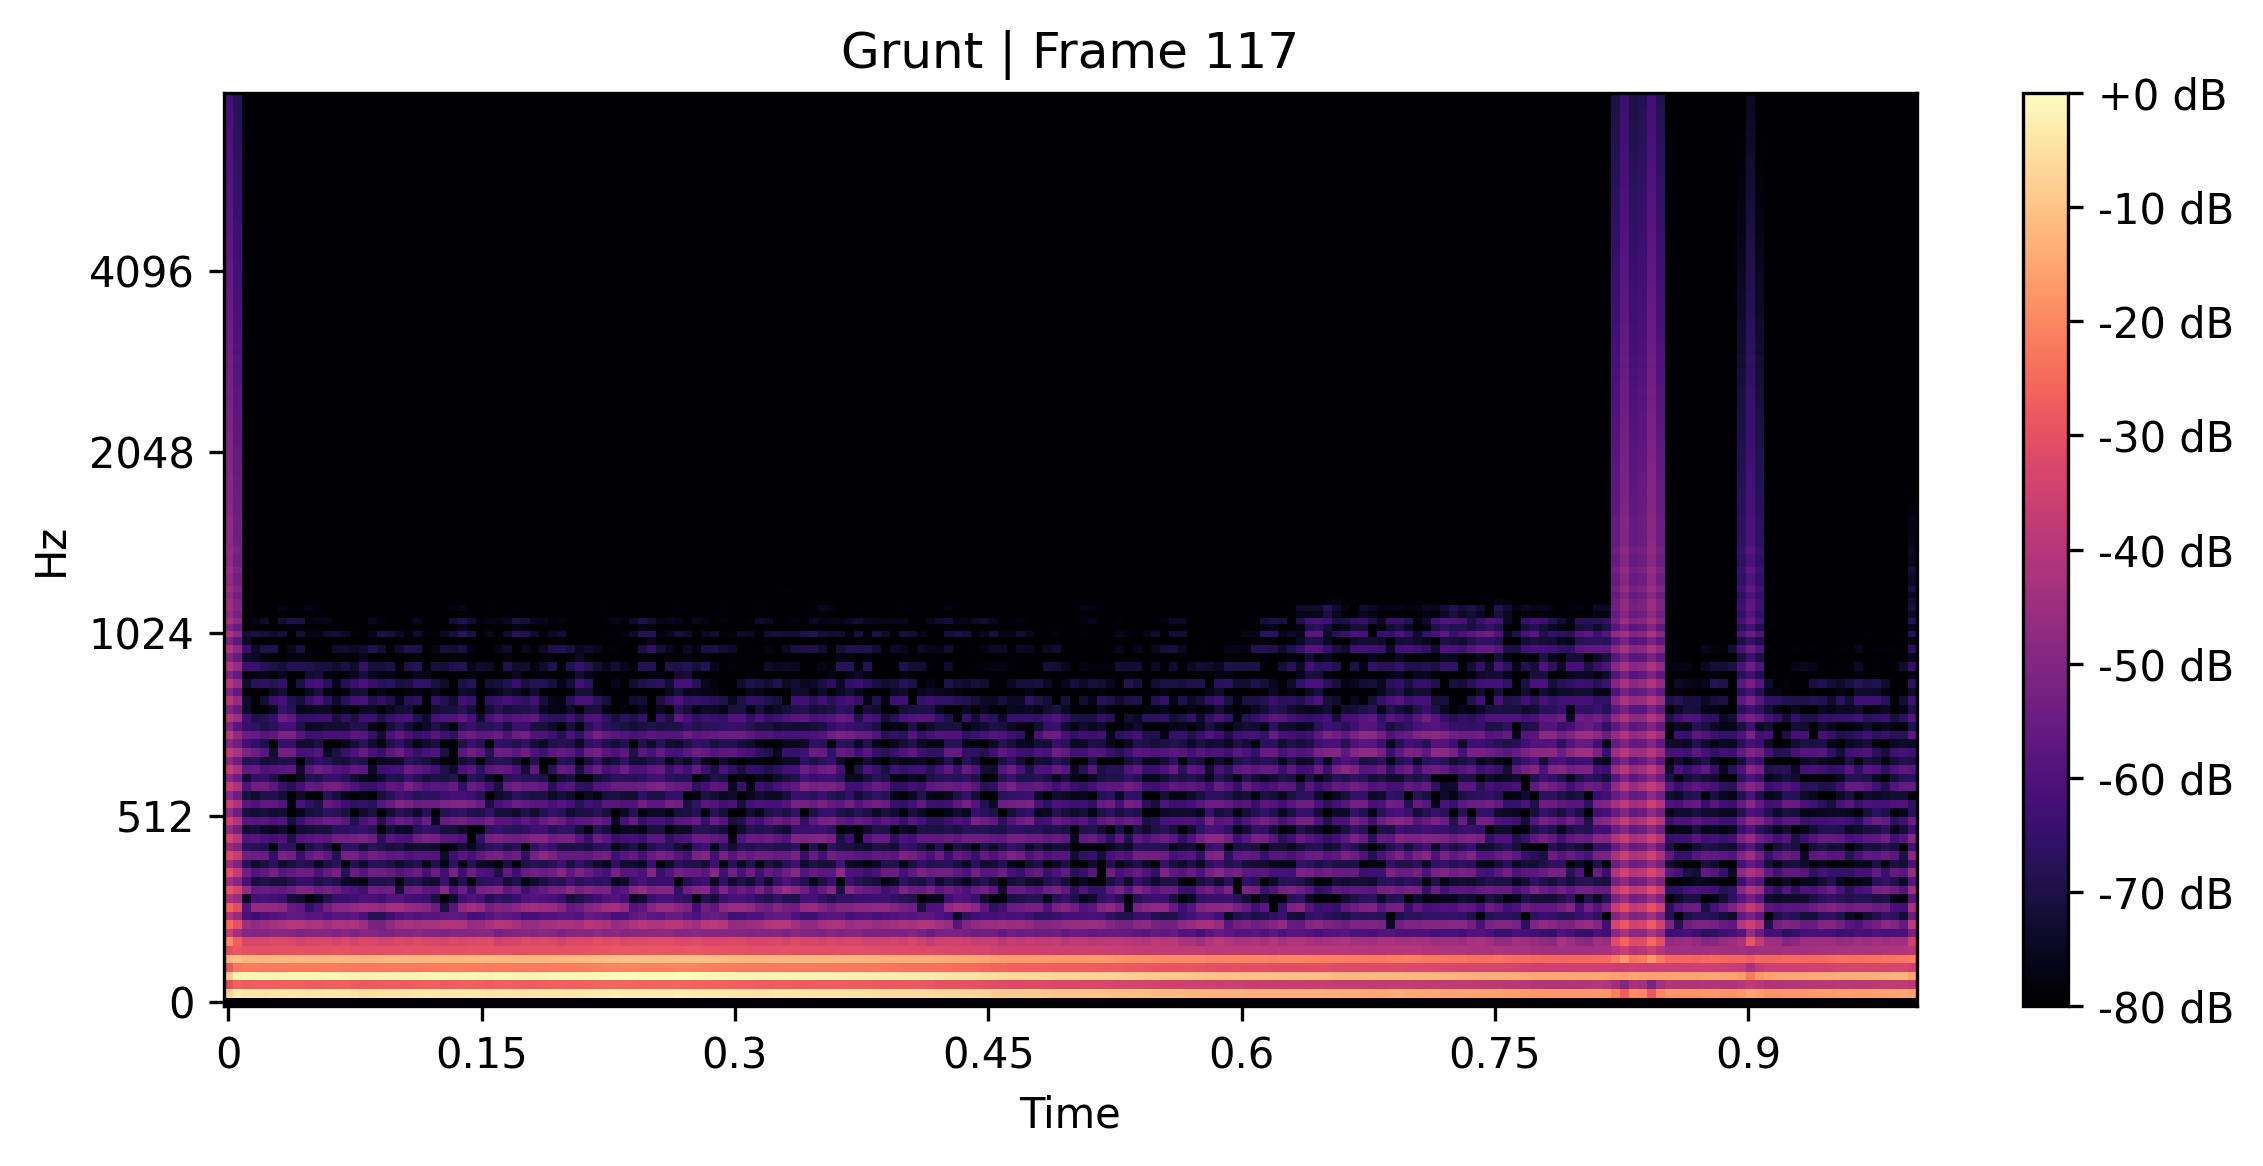 Grunt | Frame 117
+0 dB
-10 dB
-20 dB
-30 dB
-40 dB
-50 dB
-60 dB
-70 dB
-80 dB
Hz
4096
2048
1024
512
0
0 0.15 0.3 0.45 0.6 0.75 0.9
Time